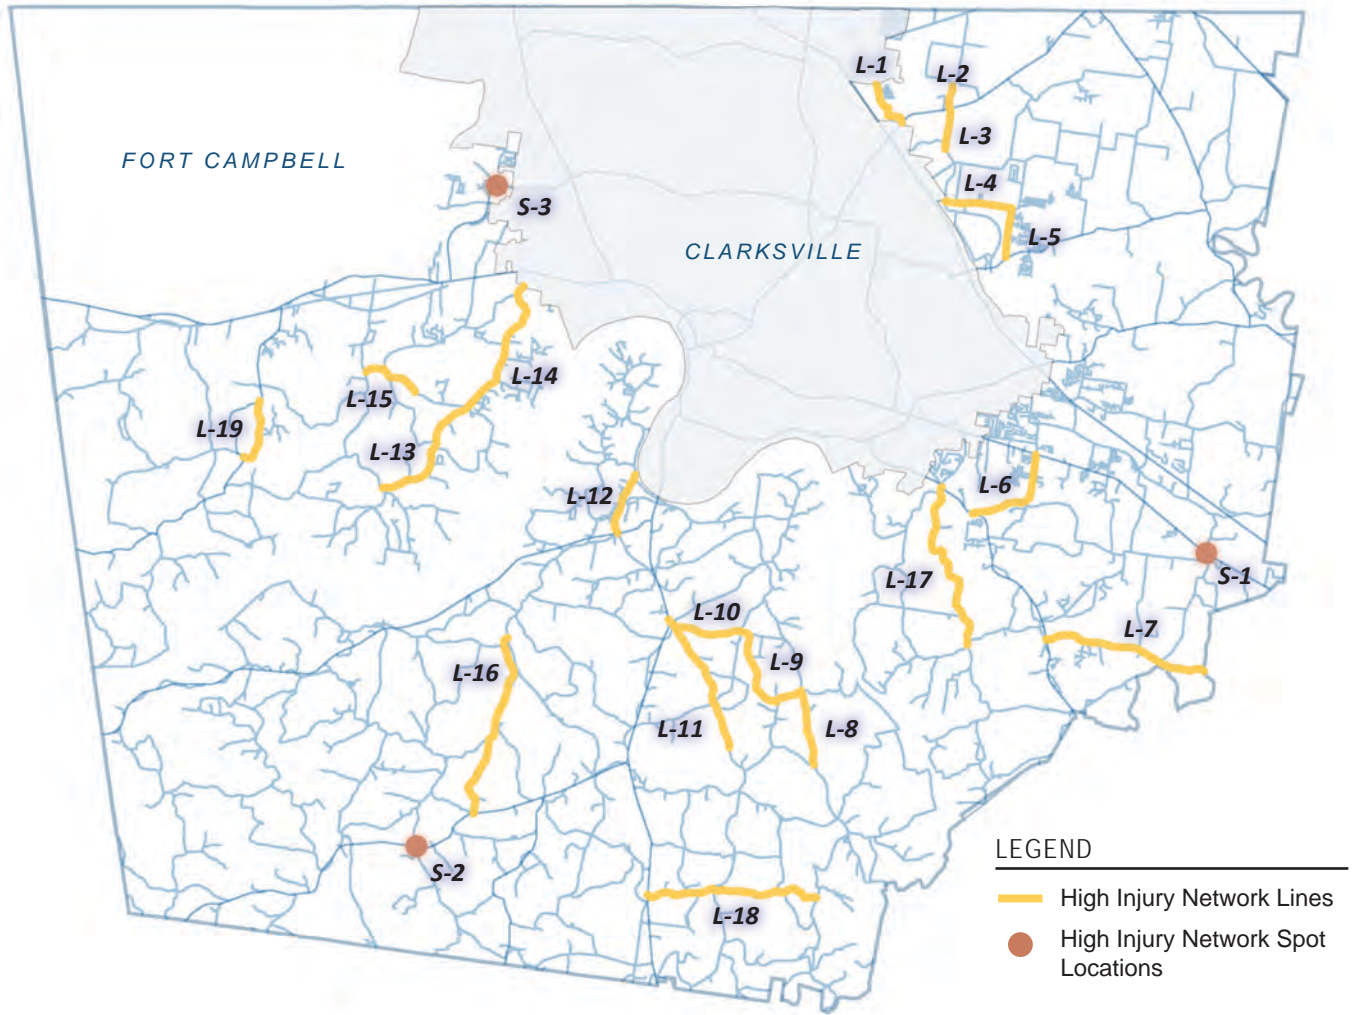 L-1
L-2
L-3
FORT CAMPBELL
L-4
S-3
L-5
CLARKSVILLE
L-14
L-15
L-19
L-13
L-6
L-12
S-1
L-17
L-10
L-7
L-9
L-16
L-11
L-8
LEGEND
S-2
High Injury Network Lines
L-18
High Injury Network Spot
Locations